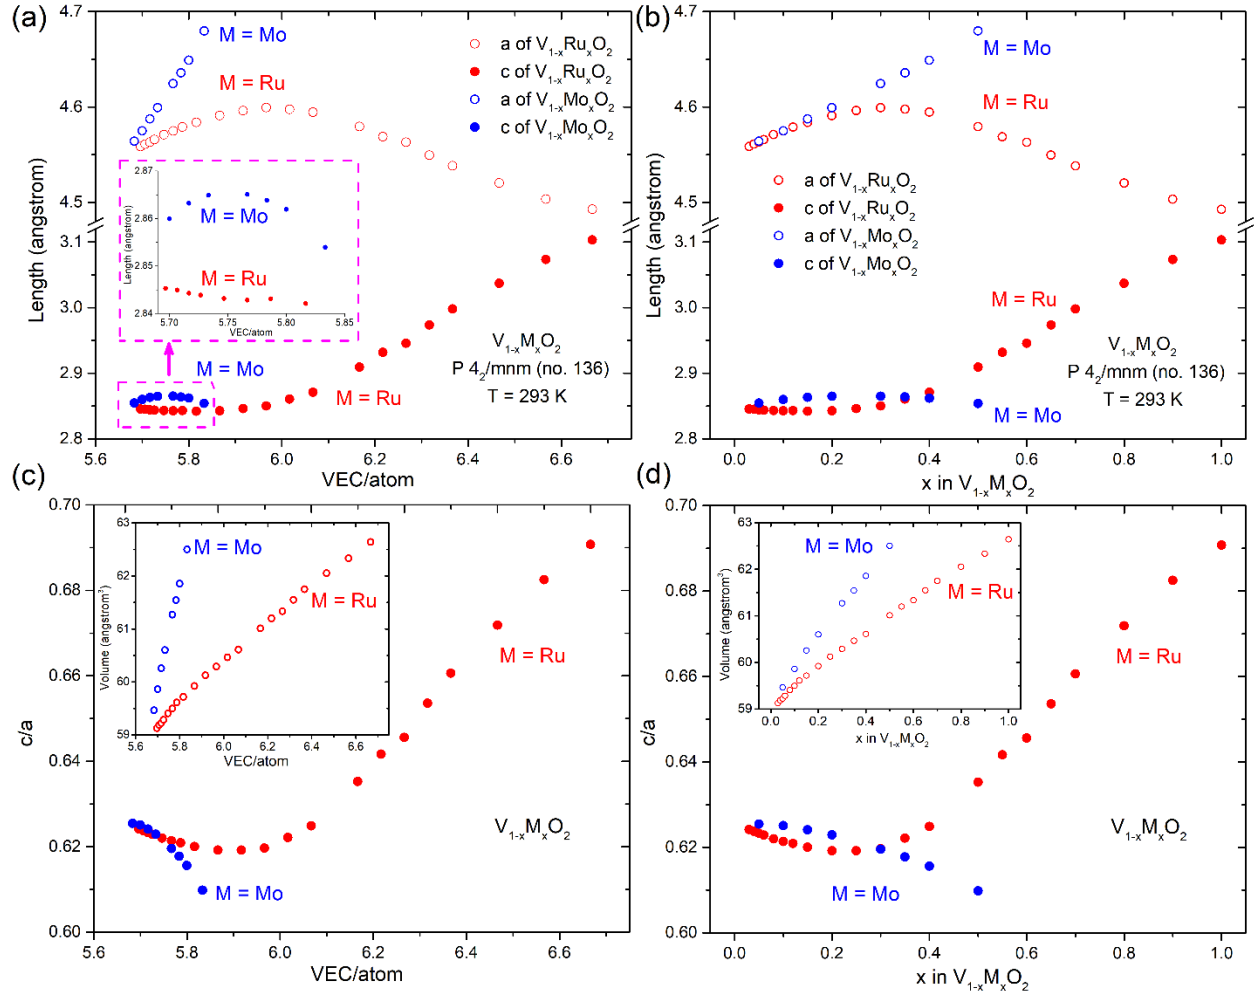 (a)
4.7
4.6
4.5
3.1
3.0
2.9
2.8
Length (angstrom)
M = Mo
M = Ru
a of V1-xRuxO2
c of V1-xRuxO2
a of V1-xMoxO2
c of V1-xMoxO2
2.87
2.86
2.85
2.84
Length (angstrom)
M = Mo
M = Ru
5.70 5.75 5.80 5.85
VEC/atom
M = Mo
M = Ru
V1-xMxO2
P 42/mnm (no. 136)
T = 293 K
5.6 5.8 6.0 6.2 6.4 6.6
VEC/atom
(b)
4.7
4.6
4.5
3.1
3.0
2.9
2.8
Length (angstrom)
M = Mo
M = Ru
a of V1-xRuxO2
c of V1-xRuxO2
a of V1-xMoxO2
c of V1-xMoxO2
M = Ru
V1-xMxO2
P 42/mnm (no. 136)
T = 293 K
M = Mo
0.0 0.2 0.4 0.6 0.8 1.0
x in V1-xMxO2
(c)
0.70
0.68
0.66
0.64
0.62
0.60
c/a
63
62
61
60
59
Volume (angstrom3)
M = Mo
M = Ru
5.6 5.8 6.0 6.2 6.4 6.6
VEC/atom
M = Ru
V1-xMxO2
M = Mo
5.6 5.8 6.0 6.2 6.4 6.6
VEC/atom
(d)
0.70
0.68
0.66
0.64
0.62
0.60
c/a
63
62
61
60
59
Volume (angstrom3)
M = Mo
M = Ru
0.0 0.2 0.4 0.6 0.8 1.0
x in V1-xMxO2
M = Ru
V1-xMxO2
M = Mo
0.0 0.2 0.4 0.6 0.8 1.0
x in V1-xMxO2